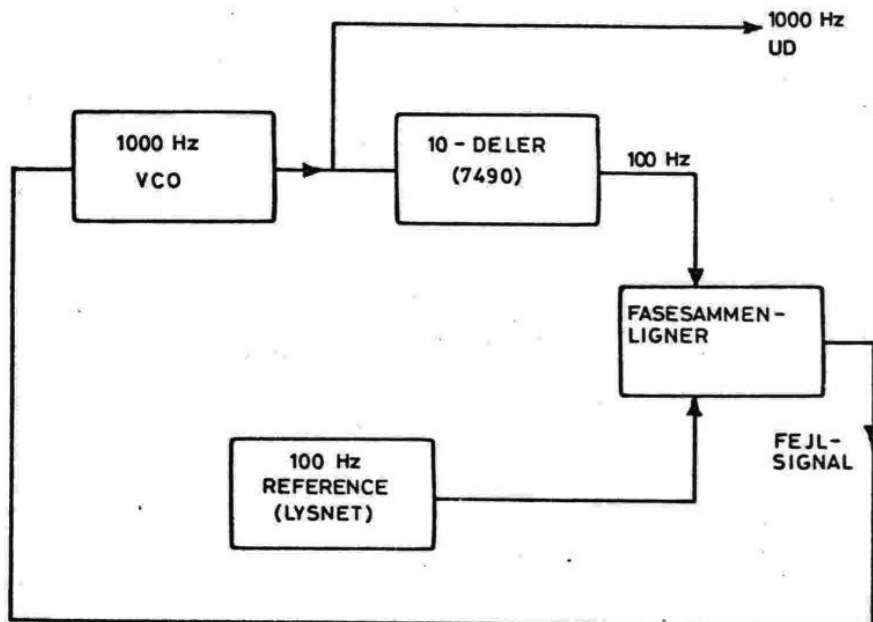 1000 Hz
UD
1000 Hz
VCO
10-DELER
(7490)
100 Hz
FASESAMMEN-
LIGNER
FEJL-
SIGNAL
100 Hz
REFERENCE
(LYSNET)